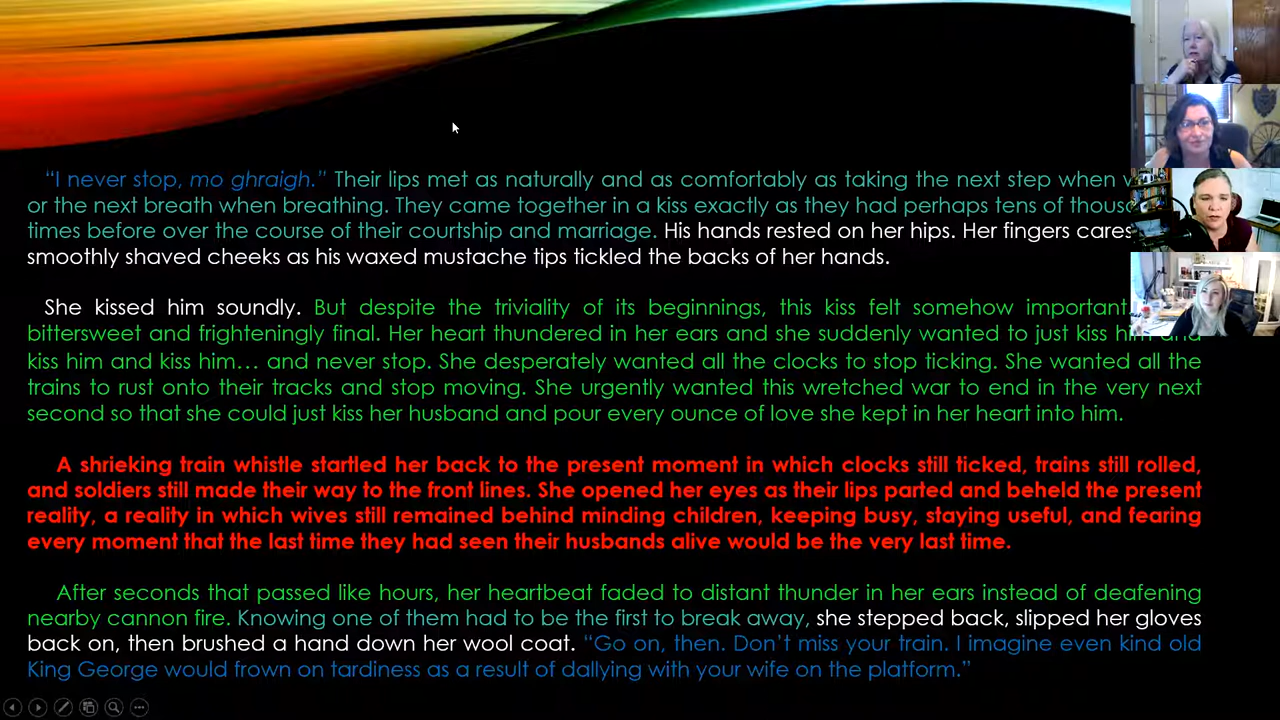 “I never stop, mo ghraigh.” Their lips met as naturally and as comfortably as taking the next step when
or the next breath when breathing. They came together in a kiss exactly as they had perhaps tens of
times before over the course of their courtship and marriage. His hands rested on her hips. Her fingers
smoothly shaved cheeks as his waxed mustache tips tickled the backs of her hands.
She kissed him soundly. But despite the triviality of its beginnings, this kiss felt somehow important
bittersweet and frighteningly final. Her heart thundered in her ears and she suddenly wanted to just kiss him and
kiss him and kiss him… and never stop. She desperately wanted all the clocks to stop ticking. She wanted all the
trains to rust onto their tracks and stop moving. She urgently wanted this wretched war to end in the very next
second so that she could just kiss her husband and pour every ounce of love she kept in her heart into him.
A shrieking train whistle startled her back to the present moment in which clocks still ticked, trains still rolled,
and soldiers still made their way to the front lines. She opened her eyes as their lips parted and beheld the present
reality, a reality in which wives still remained behind minding children, keeping busy, staying useful, and fearing
every moment that the last time they had seen their husbands alive would be the very last time.
After seconds that passed like hours, her heartbeat faded to distant thunder in her ears instead of deafening
nearby cannon fire. Knowing one of them had to be the first to break away, she stepped back, slipped her gloves
back on, then brushed a hand down her wool coat. “Go on, then. Don’t miss your train. I imagine even kind old
King George would frown on tardiness as a result of dallying with your wife on the platform.”